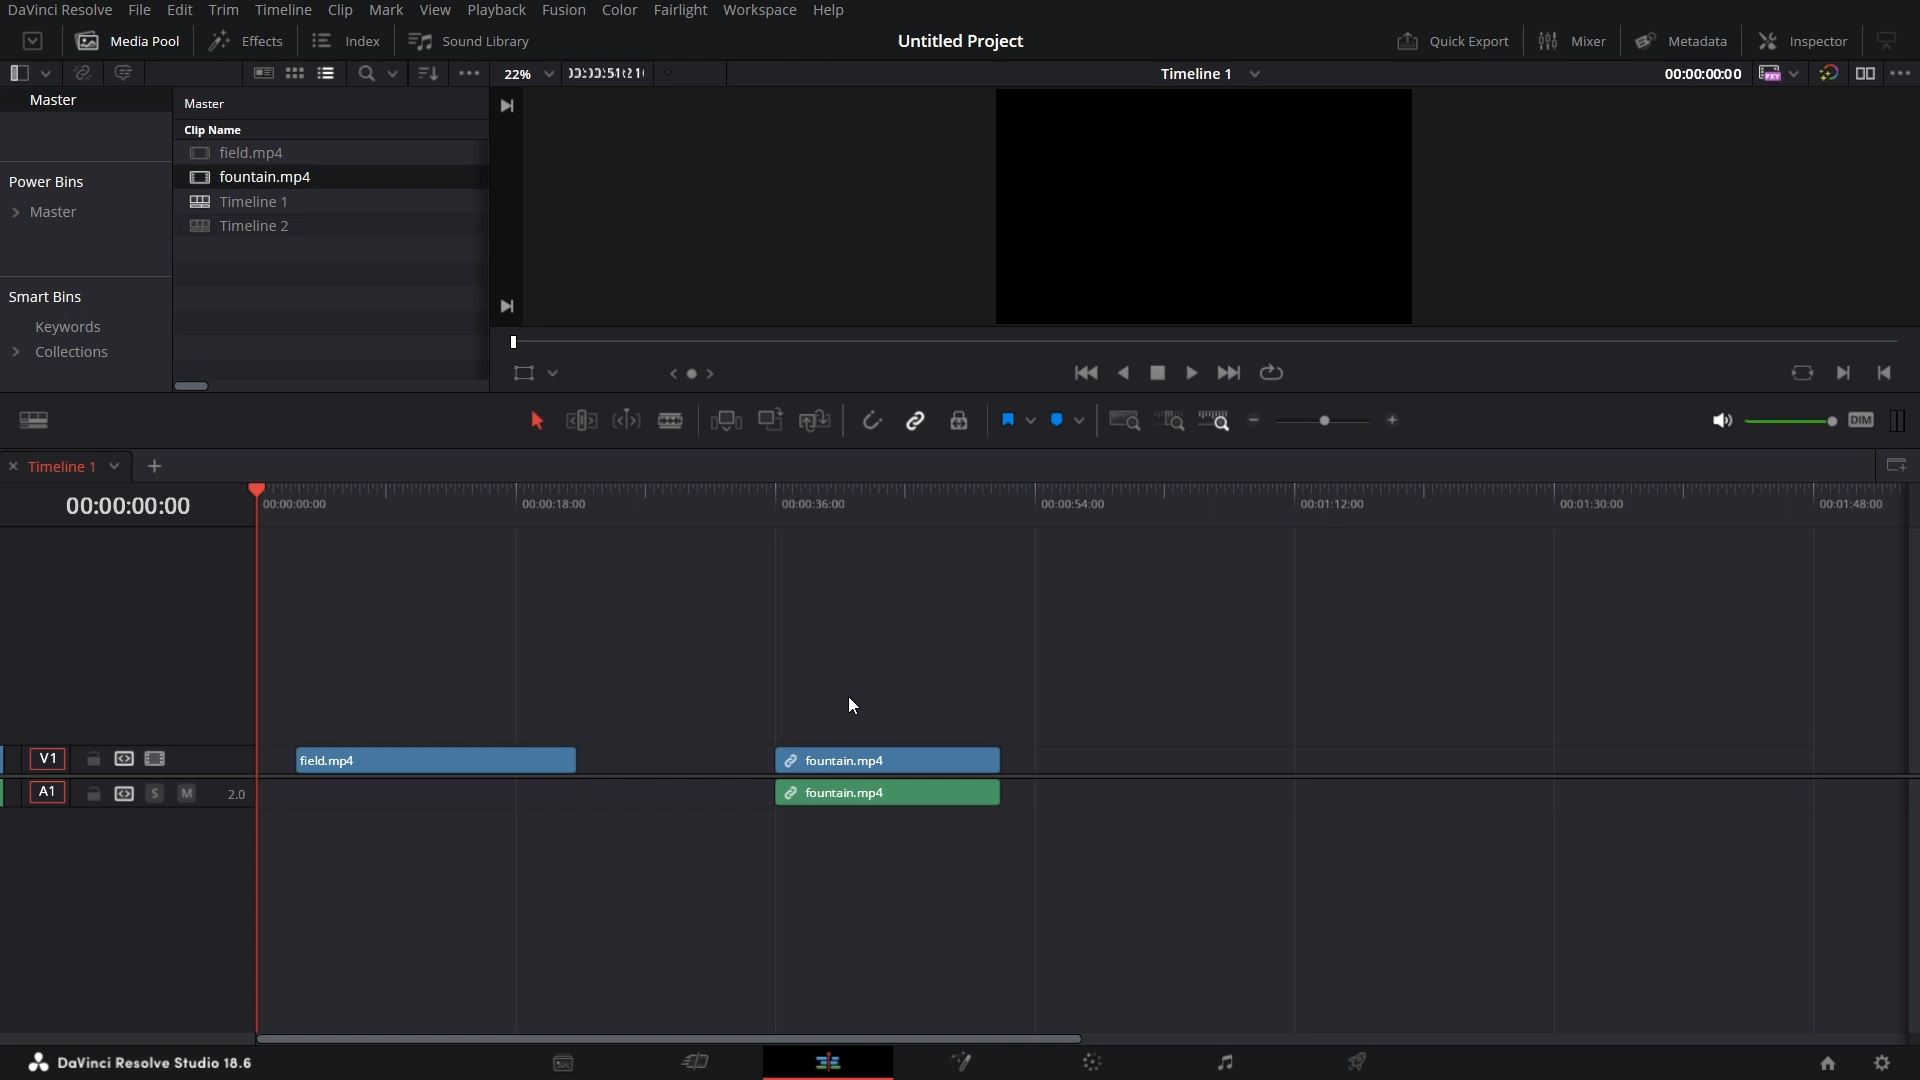 DaVinci Resolve File Edit Trim Timeline Clip Mark View Playback Fusion Color Fairlight Workspace Help
Media Pool Effects Index Sound Library Untitled Project Quick Export Mixer Metadata Inspector
22% Timeline 1 00:00:00:00
Master Master
Clip Name
field.mp4
fountain.mp4
Power Bins
Timeline 1
Master
Timeline 2
Smart Bins
Keywords
Collections
DIM
Timeline 1
00:00:00:00 00:00:00:00 00:00:18:00 00:00:36:00 00:00:54:00 00:01:12:00 00:01:30:00 00:01:48:00
V1 field.mp4 fountain.mp4
A1 S M 2.0 fountain.mp4
DaVinci Resolve Studio 18.6